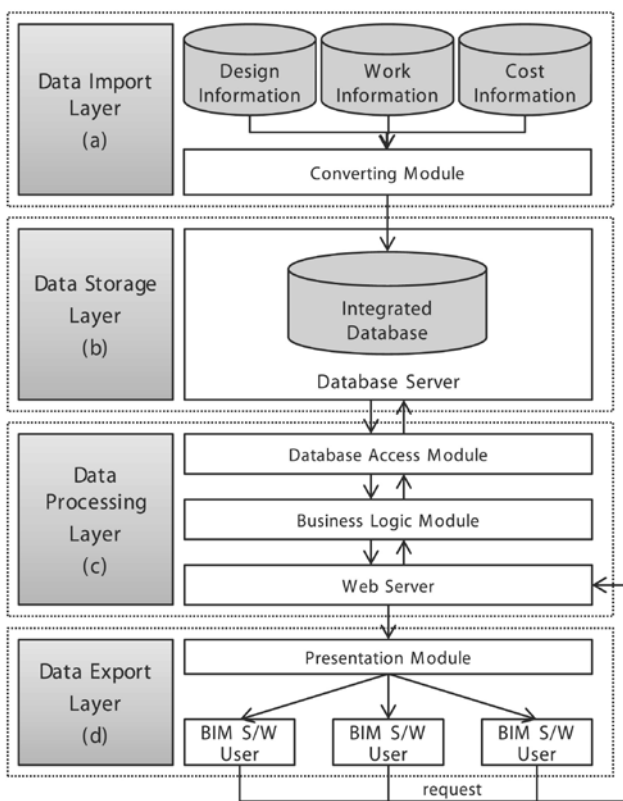 Data Import
Layer
(a)
Design
Information
Work
Information
Cost
Information
Converting Module
Data Storage
Layer
(b)
Integrated
Database
Database Server
Data
Processing
Layer
(c)
Database Access Module
Business Logic Module
Web Server
Data Export
Layer
(d)
Presentation Module
BIM S/W
User
BIM S/W
User
BIM S/W
User
request